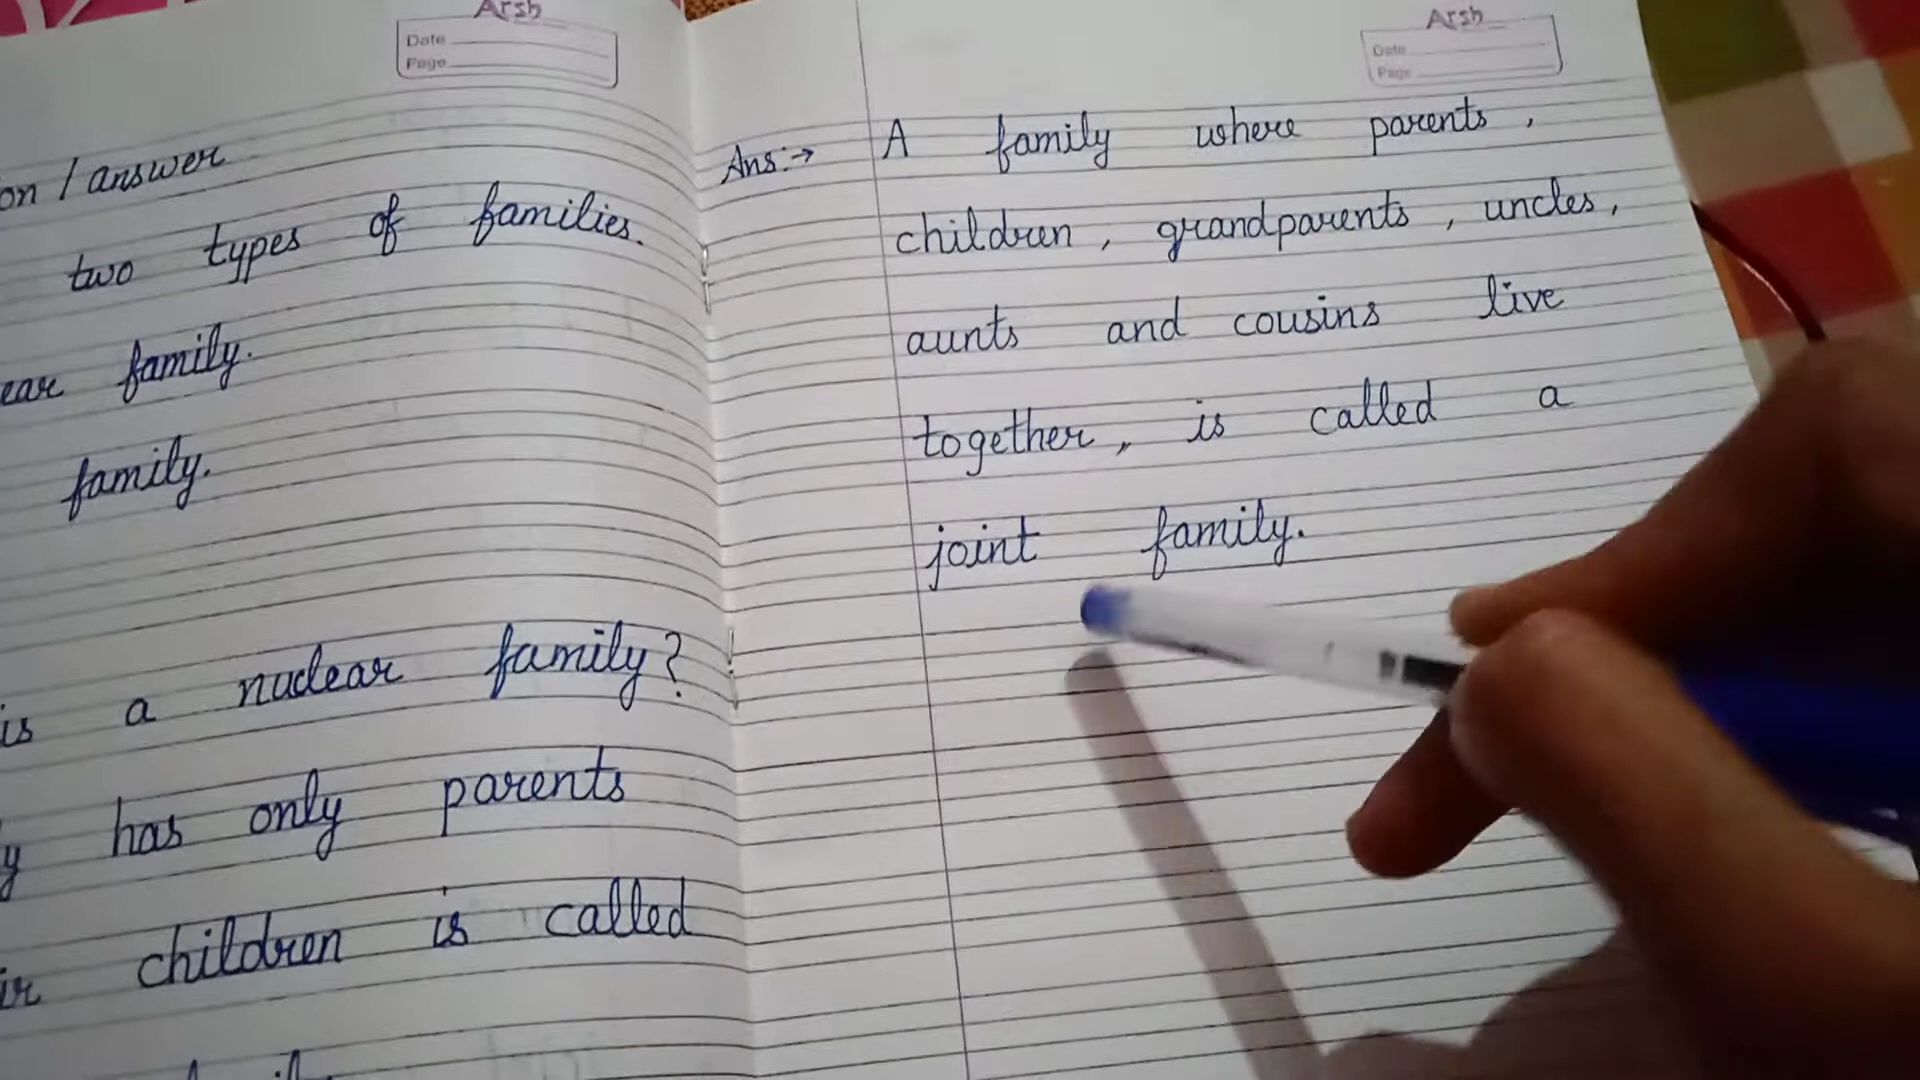 Arsh
Date
Page
on / answer
two types of families.
ear family.
family.
is a nuclear family?
y has only parents
ir children is called
Arsh
Date
Page
Ans:→ A family where parents,
children, grandparents, uncles,
aunts and cousins live
together, is called a
joint family.